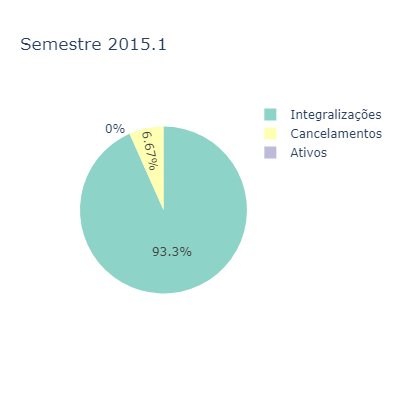 Semestre 2015.1
Integralizações
Cancelamentos
Ativos
0%
6.67%
93.3%